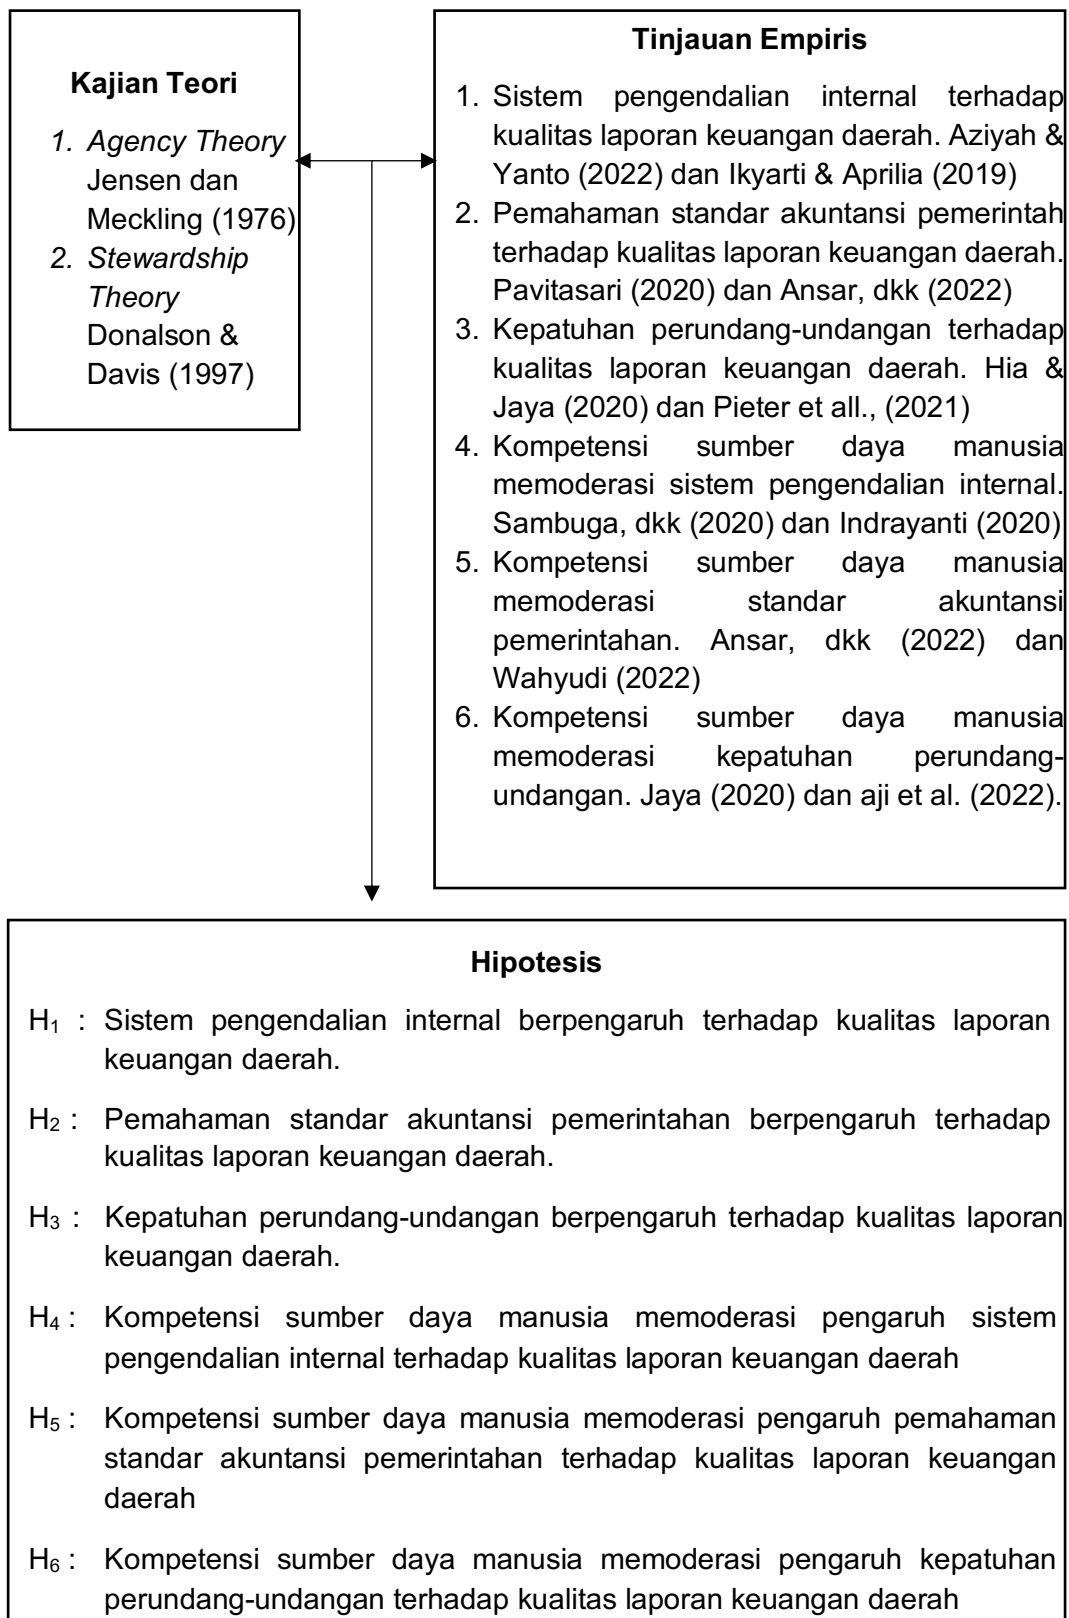 Kajian Teori
1. Agency Theory
Jensen dan
Meckling (1976)
2. Stewardship
Theory
Donalson &
Davis (1997)
Tinjauan Empiris
1. Sistem pengendalian internal terhadap
kualitas laporan keuangan daerah. Aziyah &
Yanto (2022) dan Ikyarti & Aprilia (2019)
2. Pemahaman standar akuntansi pemerintah
terhadap kualitas laporan keuangan daerah.
Pavitasari (2020) dan Ansar, dkk (2022)
3. Kepatuhan perundang-undangan terhadap
kualitas laporan keuangan daerah. Hia &
Jaya (2020) dan Pieter et all., (2021)
4. Kompetensi sumber daya manusia
memoderasi sistem pengendalian internal.
Sambuga, dkk (2020) dan Indrayanti (2020)
5. Kompetensi sumber daya manusia
memoderasi standar akuntansi
pemerintahan. Ansar, dkk (2022) dan
Wahyudi (2022)
6. Kompetensi sumber daya manusia
memoderasi kepatuhan perundang-
undangan. Jaya (2020) dan aji et al. (2022).
Hipotesis
H₁ : Sistem pengendalian internal berpengaruh terhadap kualitas laporan
keuangan daerah.
H₂ : Pemahaman standar akuntansi pemerintahan berpengaruh terhadap
kualitas laporan keuangan daerah.
H₃ : Kepatuhan perundang-undangan berpengaruh terhadap kualitas laporan
keuangan daerah.
H₄ : Kompetensi sumber daya manusia memoderasi pengaruh sistem
pengendalian internal terhadap kualitas laporan keuangan daerah
H₅ : Kompetensi sumber daya manusia memoderasi pengaruh pemahaman
standar akuntansi pemerintahan terhadap kualitas laporan keuangan
daerah
H₆ : Kompetensi sumber daya manusia memoderasi pengaruh kepatuhan
perundang-undangan terhadap kualitas laporan keuangan daerah